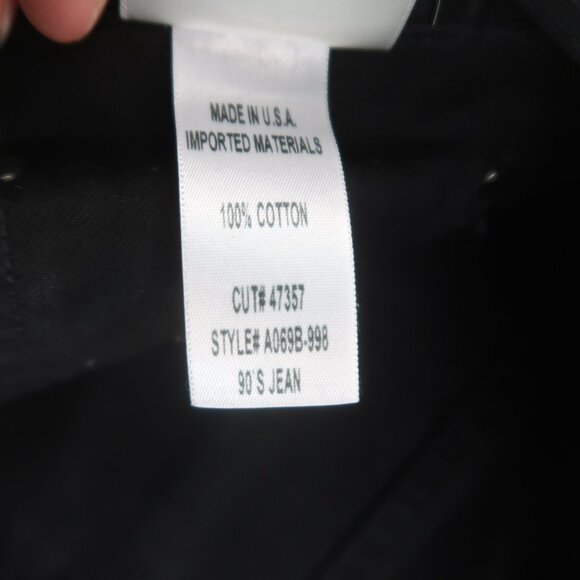 MADE IN U.S.A.
IMPORTED MATERIALS
100% COTTON
CUT# 47357
STYLE# A069B-998
90'S JEAN